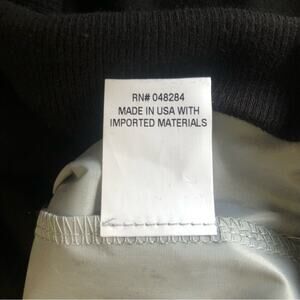 RN# 048284
MADE IN USA WITH
IMPORTED MATERIALS